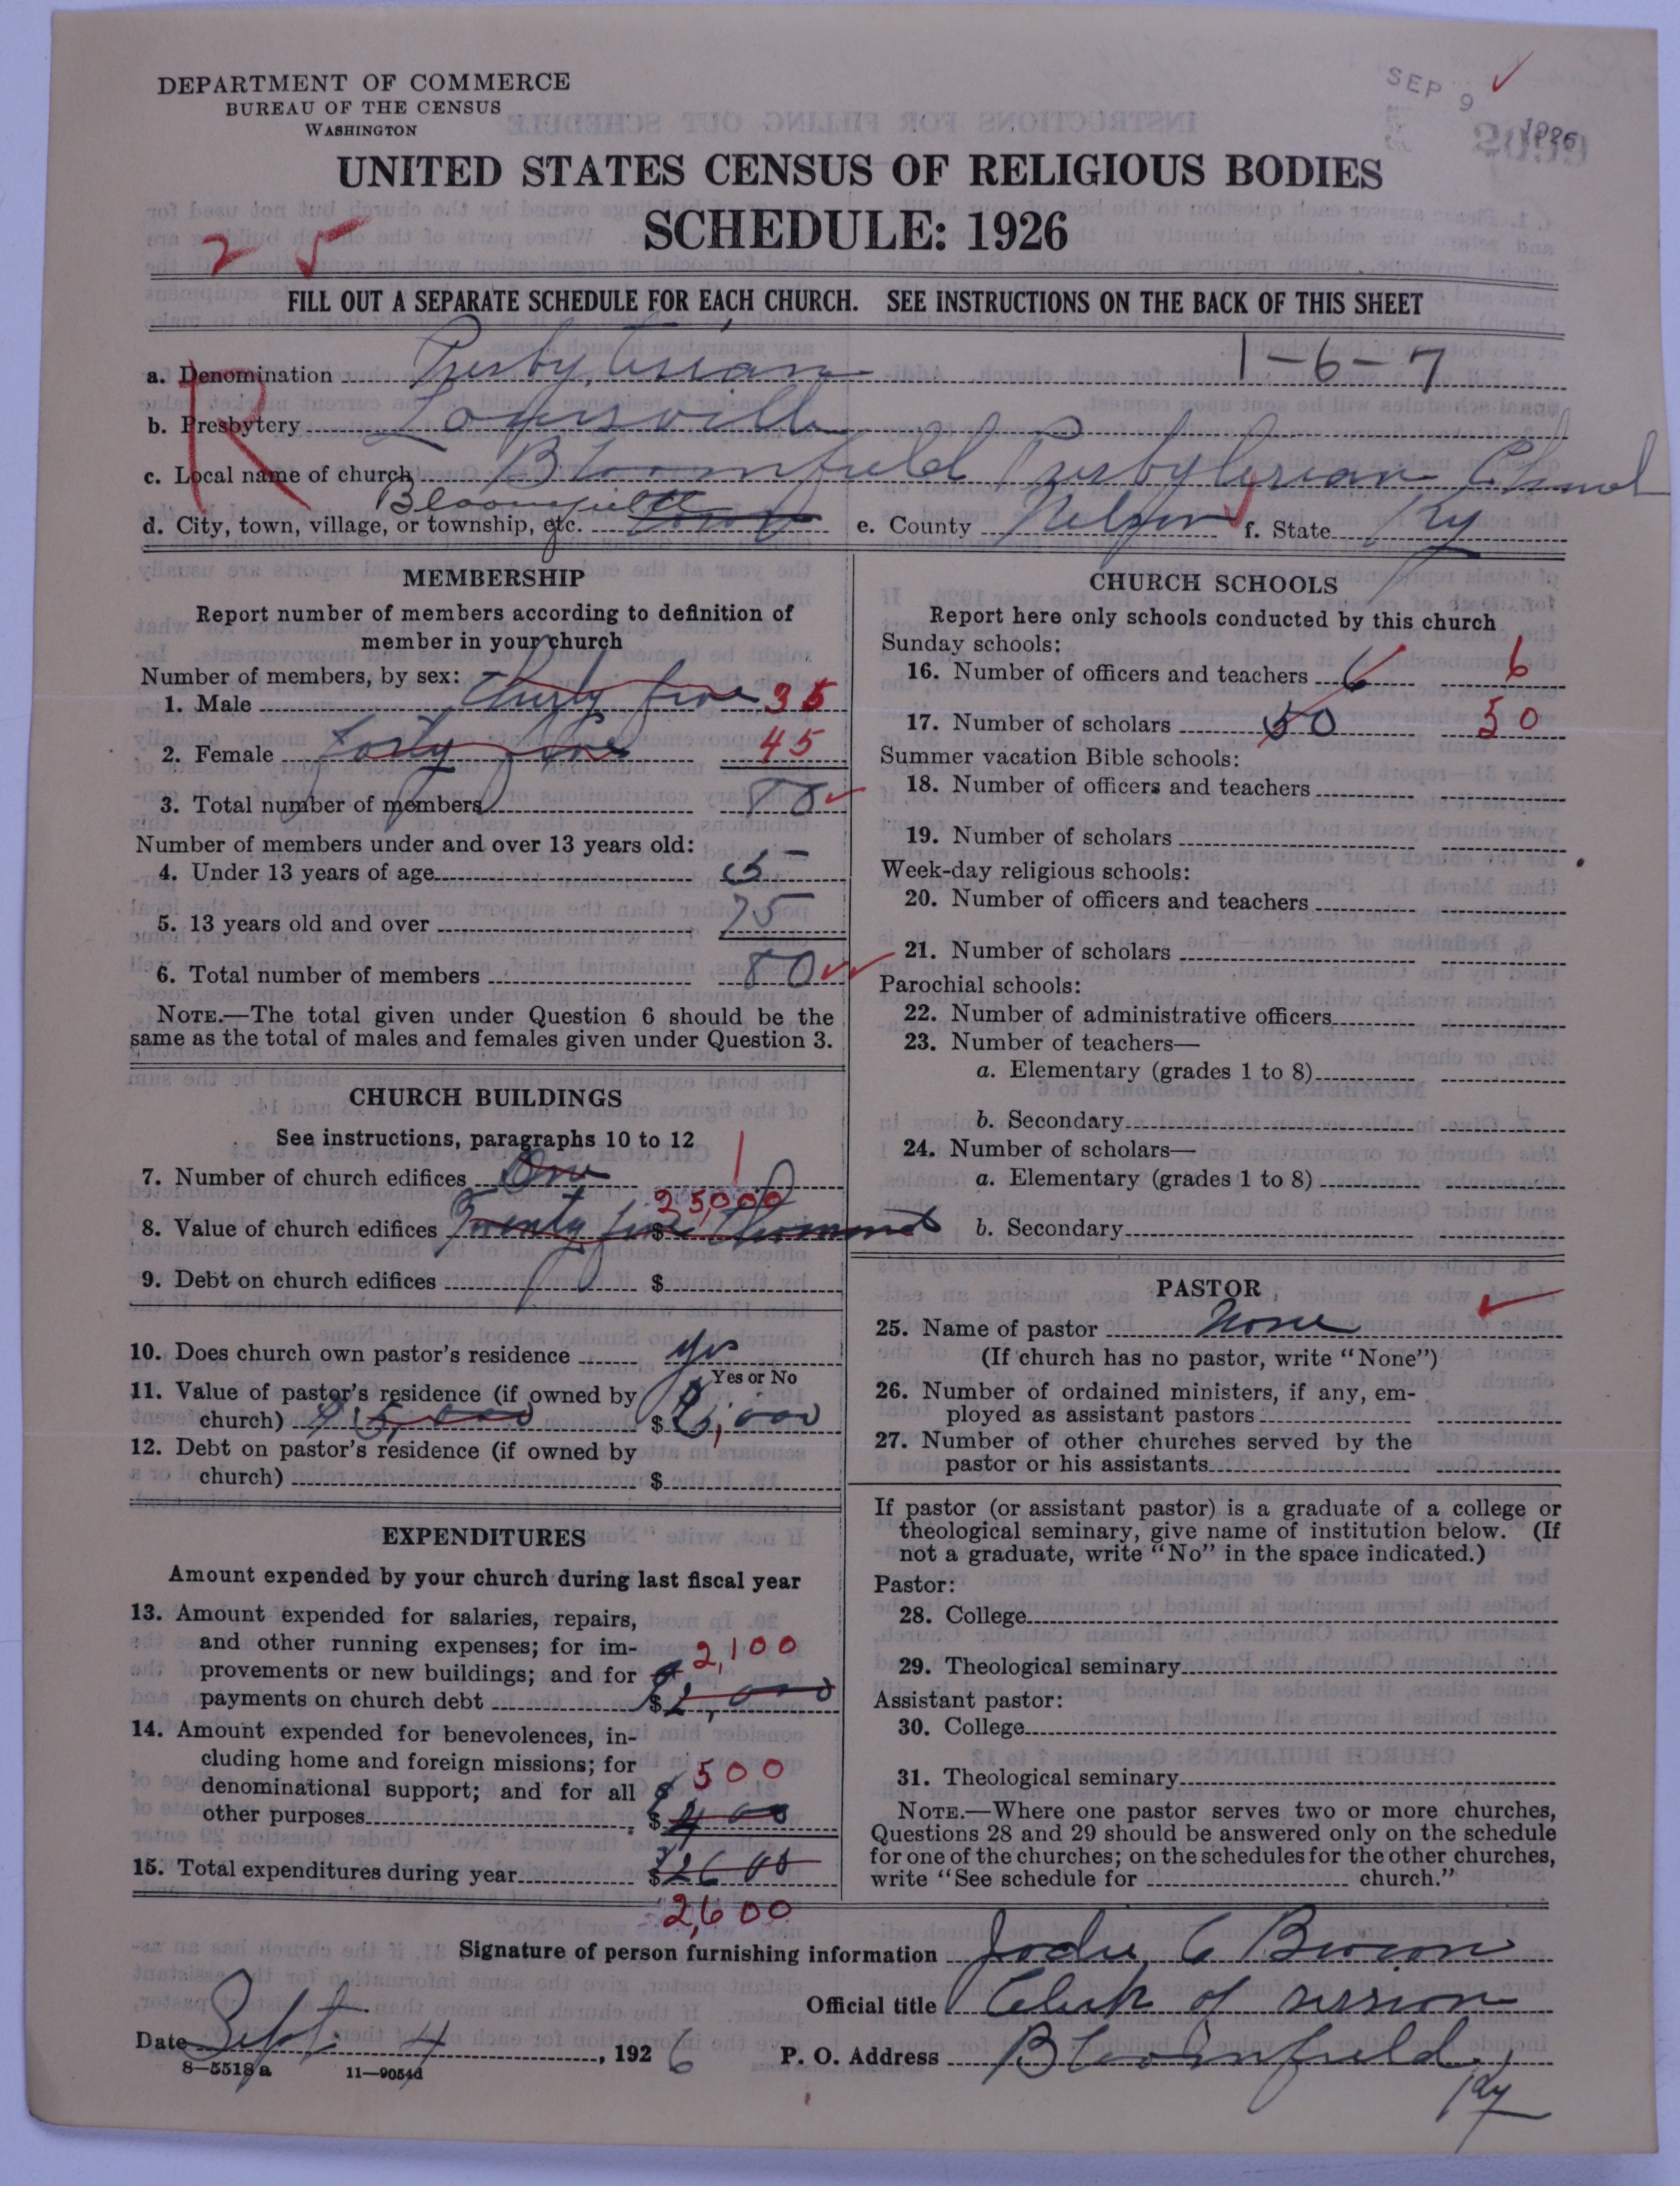 DEPARTMENT OF COMMERCE
BUREAU OF THE CENSUS
WASHINGTON
SEP 9 1926
UNITED STATES CENSUS OF RELIGIOUS BODIES
SCHEDULE: 1926
25
FILL OUT A SEPARATE SCHEDULE FOR EACH CHURCH. SEE INSTRUCTIONS ON THE BACK OF THIS SHEET
R
a. Denomination Presbyterian 1-6-7
b. Presbytery Louisville
c. Local name of church Bloomfield Presbyterian Church
d. City, town, village, or township, etc. Bloomfield e. County Nelson f. State Ky
MEMBERSHIP
Report number of members according to definition of
member in your church
Number of members, by sex:
1. Male Thirty five 35
2. Female Forty five 45
3. Total number of members 80
Number of members under and over 13 years old:
4. Under 13 years of age 5
5. 13 years old and over 75
6. Total number of members 80
NOTE.—The total given under Question 6 should be the
same as the total of males and females given under Question 3.
CHURCH BUILDINGS
See instructions, paragraphs 10 to 12
7. Number of church edifices One 1
25,000
8. Value of church edifices Twenty five $ Thousand
9. Debt on church edifices $
10. Does church own pastor's residence yes
Yes or No
11. Value of pastor's residence (if owned by
church) $5,000 $5,000
12. Debt on pastor's residence (if owned by
church) $
EXPENDITURES
Amount expended by your church during last fiscal year
13. Amount expended for salaries, repairs,
and other running expenses; for im-
provements or new buildings; and for 2,100
payments on church debt $
14. Amount expended for benevolences, in-
cluding home and foreign missions; for
denominational support; and for all 500
other purposes $
15. Total expenditures during year $2600
2,600
CHURCH SCHOOLS
Report here only schools conducted by this church
Sunday schools:
16. Number of officers and teachers 6 6
17. Number of scholars 50 50
Summer vacation Bible schools:
18. Number of officers and teachers
19. Number of scholars
Week-day religious schools:
20. Number of officers and teachers
21. Number of scholars
Parochial schools:
22. Number of administrative officers
23. Number of teachers—
a. Elementary (grades 1 to 8)
b. Secondary
24. Number of scholars—
a. Elementary (grades 1 to 8)
b. Secondary
PASTOR
25. Name of pastor None
(If church has no pastor, write "None")
26. Number of ordained ministers, if any, em-
ployed as assistant pastors
27. Number of other churches served by the
pastor or his assistants
If pastor (or assistant pastor) is a graduate of a college or
theological seminary, give name of institution below. (If
not a graduate, write "No" in the space indicated.)
Pastor:
28. College
29. Theological seminary
Assistant pastor:
30. College
31. Theological seminary
NOTE.—Where one pastor serves two or more churches,
Questions 28 and 29 should be answered only on the schedule
for one of the churches; on the schedules for the other churches,
write "See schedule for church."
Signature of person furnishing information C Brown
Official title Clerk of session
Date Sept 4, 1926 P. O. Address Bloomfield,
Ky
8—5518a 11—9054d